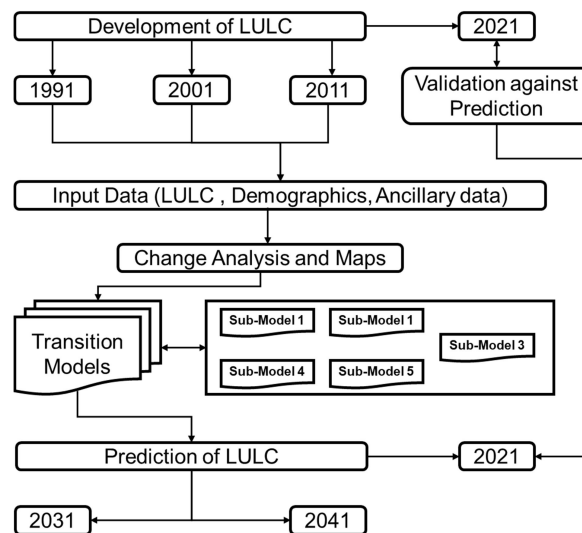 Development of LULC
2021
1991
2001
2011
Validation against
Prediction
Input Data (LULC , Demographics, Ancillary data)
Change Analysis and Maps
Transition
Models
Sub-Model 1
Sub-Model 1
Sub-Model 3
Sub-Model 4
Sub-Model 5
Prediction of LULC
2021
2031
2041